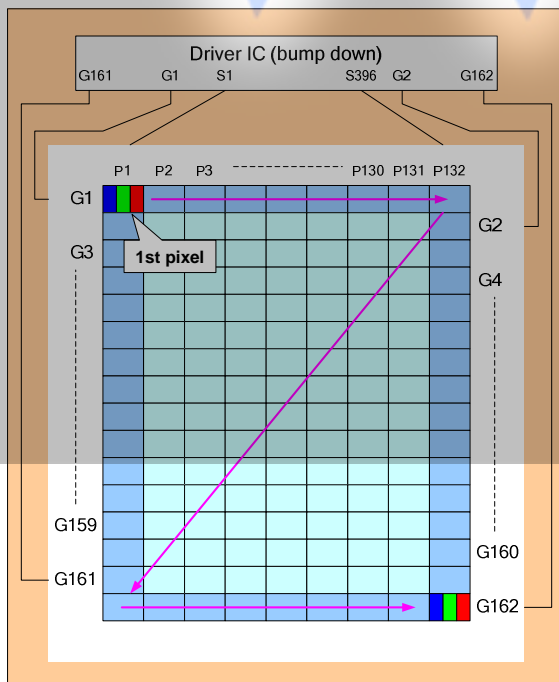 Driver IC (bump down)
G161 G1 S1 S396 G2 G162
P1 P2 P3 P130 P131 P132
G1
G2
1st pixel
G3
G4
G159
G160
G161
G162